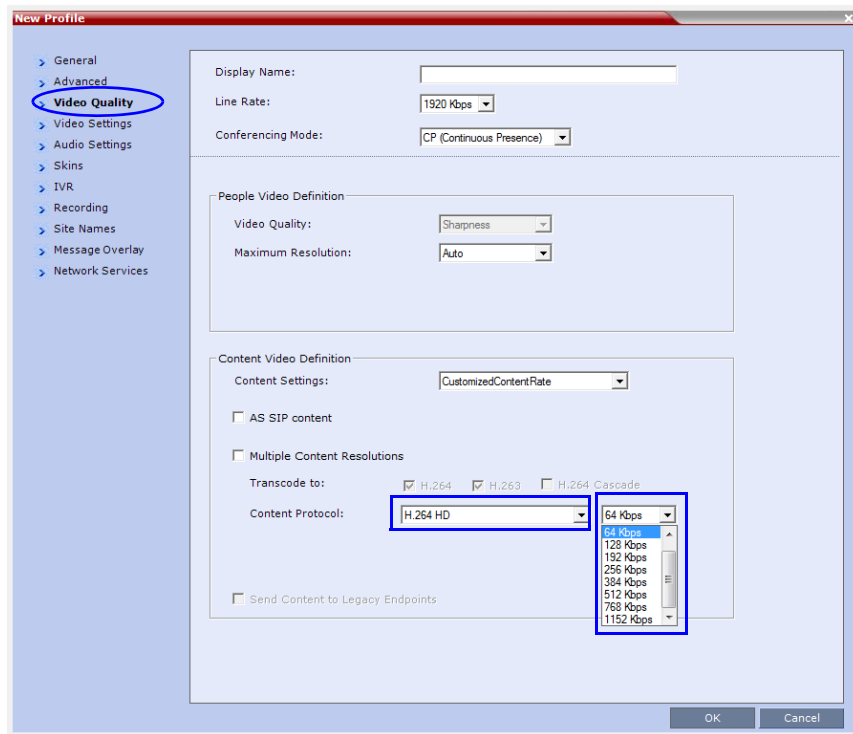 New Profile
General
Advanced
Video Quality
Video Settings
Audio Settings
Skins
IVR
Recording
Site Names
Message Overlay
Network Services
Display Name:
Line Rate: 1920 Kbps
Conferencing Mode: CP (Continuous Presence)
People Video Definition
Video Quality: Sharpness
Maximum Resolution: Auto
Content Video Definition
Content Settings: CustomizedContentRate
AS SIP content
Multiple Content Resolutions
Transcode to: H.264 H.263 H.264 Cascade
Content Protocol: H.264 HD 64 Kbps
64 Kbps
128 Kbps
192 Kbps
256 Kbps
384 Kbps
512 Kbps
768 Kbps
1152 Kbps
Send Content to Legacy Endpoints
OK Cancel